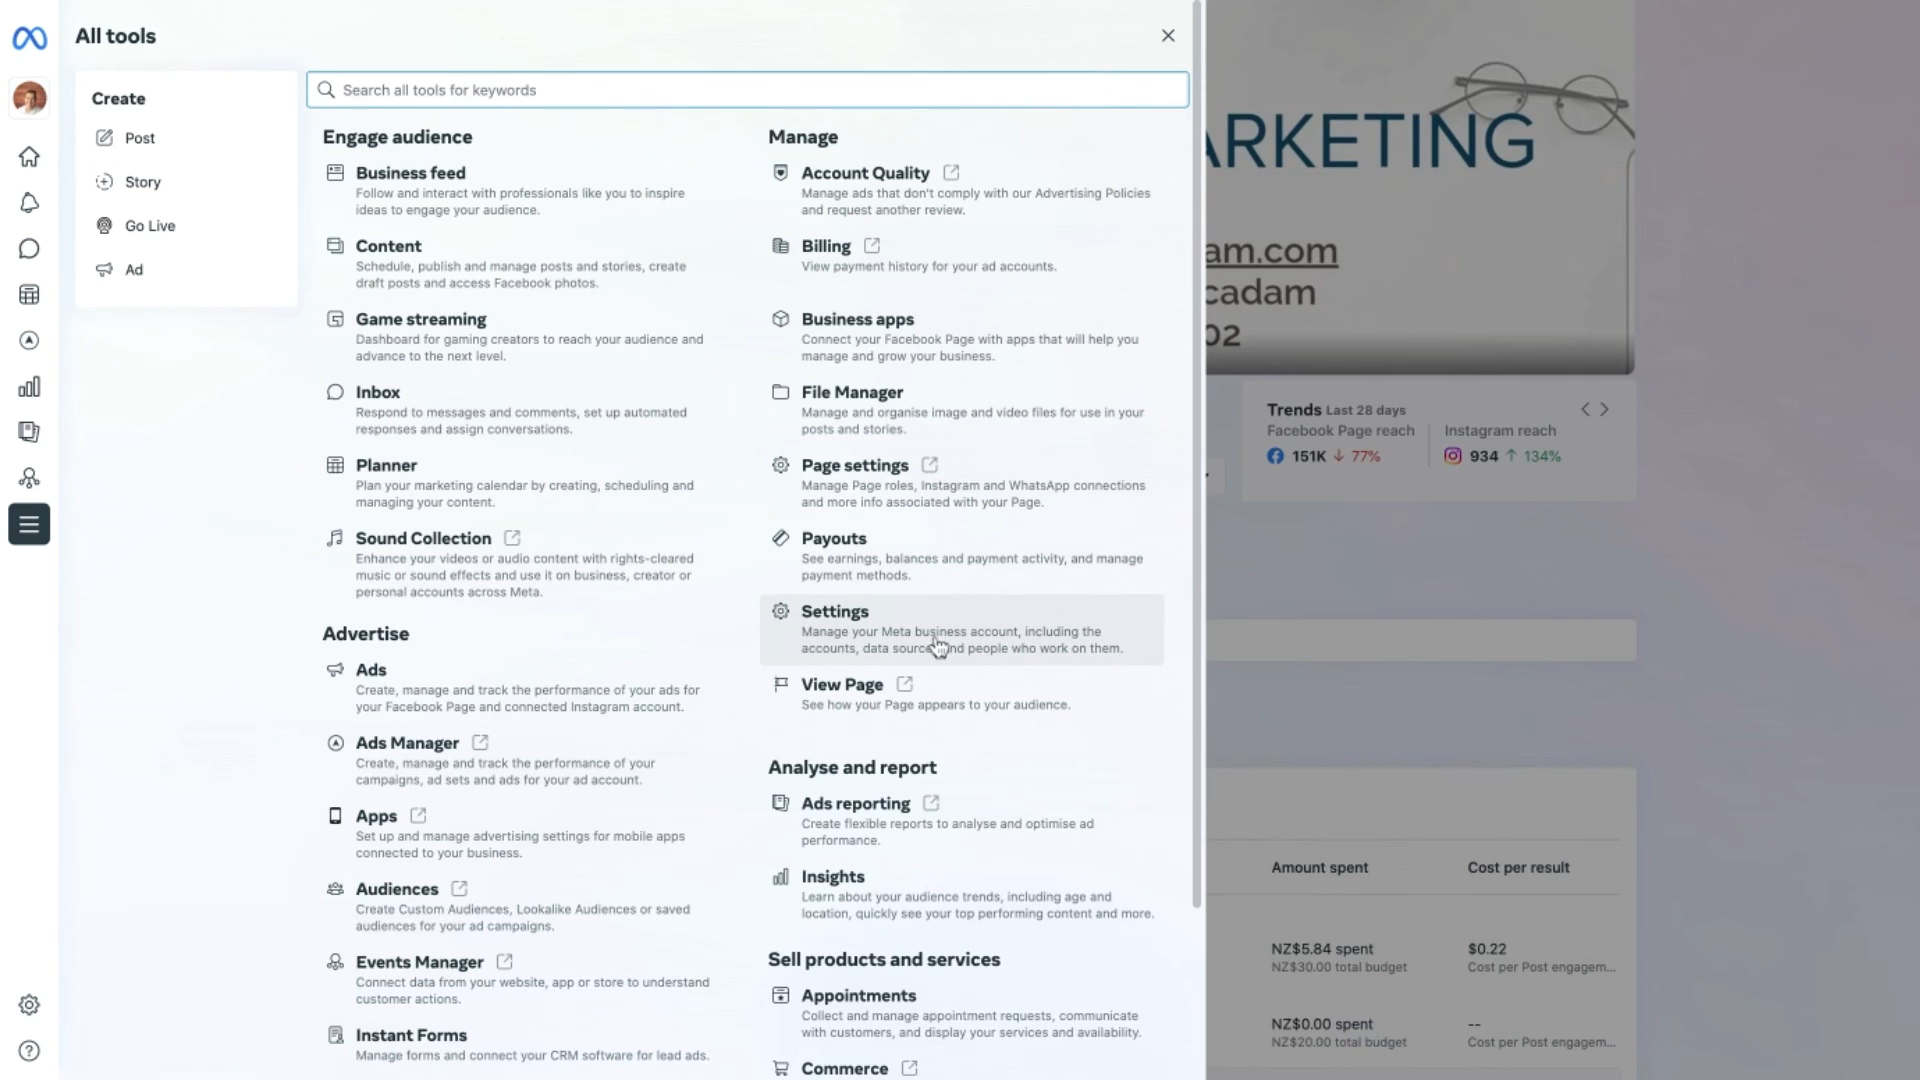 All tools
Create
Post
Story
Go Live
Ad
Search all tools for keywords
Engage audience
Business feed
Follow and interact with professionals like you to inspire
ideas to engage your audience.
Content
Schedule, publish and manage posts and stories, create
draft posts and access Facebook photos.
Game streaming
Dashboard for gaming creators to reach your audience and
advance to the next level.
Inbox
Respond to messages and comments, set up automated
responses and assign conversations.
Planner
Plan your marketing calendar by creating, scheduling and
managing your content.
Sound Collection
Enhance your videos or audio content with rights-cleared
music or sound effects and use it on business, creator or
personal accounts across Meta.
Advertise
Ads
Create, manage and track the performance of your ads for
your Facebook Page and connected Instagram account.
Ads Manager
Create, manage and track the performance of your
campaigns, ad sets and ads for your ad account.
Apps
Set up and manage advertising settings for mobile apps
connected to your business.
Audiences
Create Custom Audiences, Lookalike Audiences or saved
audiences for your ad campaigns.
Events Manager
Connect data from your website, app or store to understand
customer actions.
Instant Forms
Manage forms and connect your CRM software for lead ads.
Manage
Account Quality
Manage ads that don't comply with our Advertising Policies
and request another review.
Billing
View payment history for your ad accounts.
Business apps
Connect your Facebook Page with apps that will help you
manage and grow your business.
File Manager
Manage and organise image and video files for use in your
posts and stories.
Page settings
Manage Page roles, Instagram and WhatsApp connections
and more info associated with your Page.
Payouts
See earnings, balances and payment activity, and manage
payment methods.
Settings
Manage your Meta business account, including the
accounts, data source and people who work on them.
View Page
See how your Page appears to your audience.
Analyse and report
Ads reporting
Create flexible reports to analyse and optimise ad
performance.
Insights
Learn about your audience trends, including age and
location, quickly see your top performing content and more.
Sell products and services
Appointments
Collect and manage appointment requests, communicate
with customers, and display your services and availability.
Commerce
ARKETING
am.com
cadam
02
Trends Last 28 days
Facebook Page reach
151K ↓ 77%
Instagram reach
934 ↑ 134%
Amount spent
Cost per result
NZ$5.84 spent
$0.22
NZ$30.00 total budget
Cost per Post engagem...
NZ$0.00 spent
--
NZ$20.00 total budget
Cost per Post engagem...